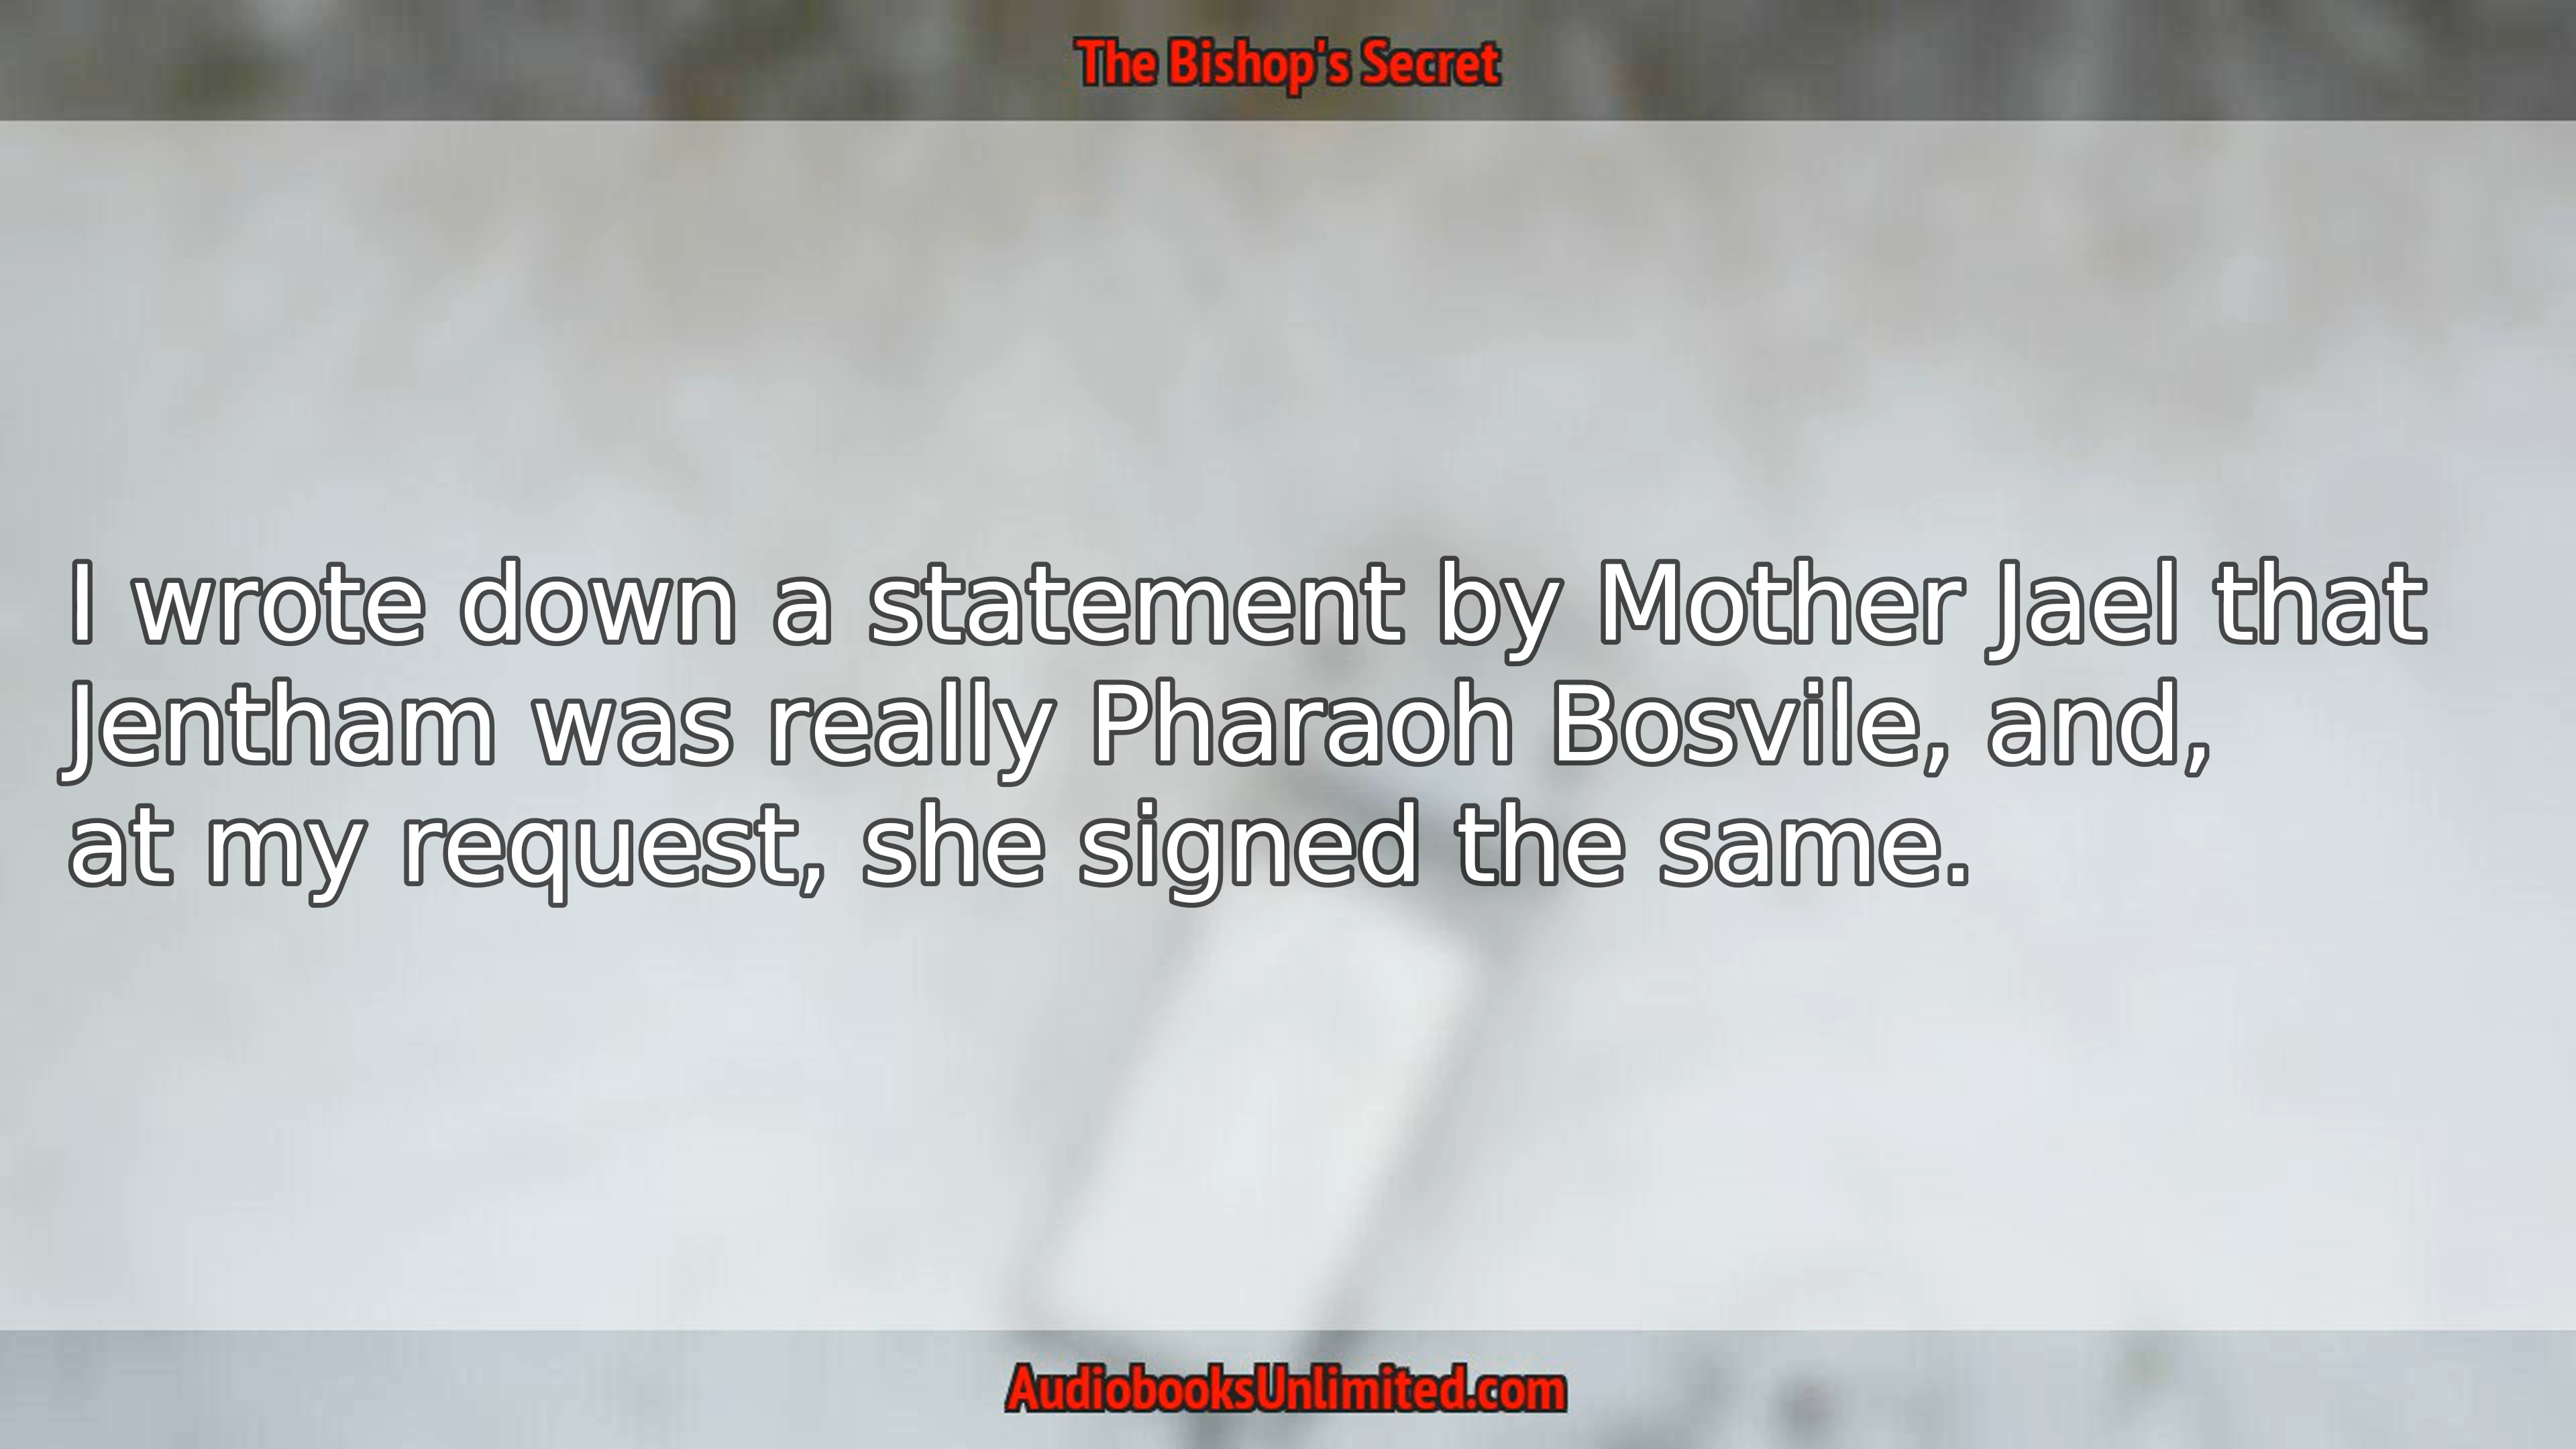 The Bishop's Secret
I wrote down a statement by Mother Jael that
Jentham was really Pharaoh Bosvile, and,
at my request, she signed the same.
AudiobooksUnlimited.com